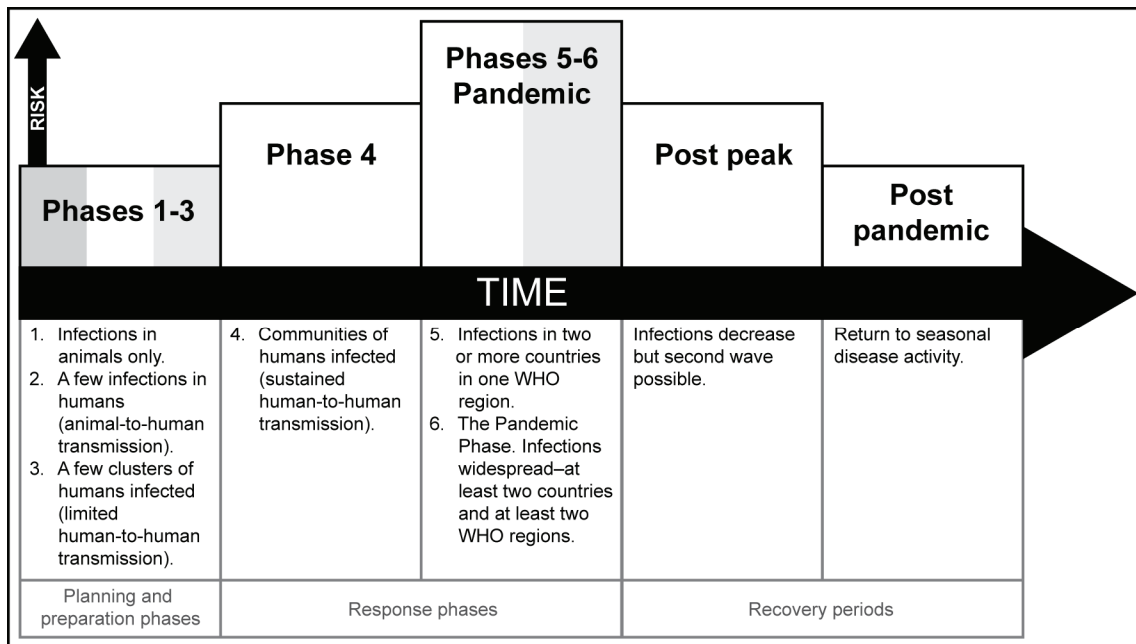 RISK
Phases 1-3
Phase 4
Phases 5-6
Pandemic
Post peak
Post
pandemic
TIME
1. Infections in
animals only.
2. A few infections in
humans
(animal-to-human
transmission).
3. A few clusters of
humans infected
(limited
human-to-human
transmission).
4. Communities of
humans infected
(sustained
human-to-human
transmission).
5. Infections in two
or more countries
in one WHO
region.
6. The Pandemic
Phase. Infections
widespread–at
least two countries
and at least two
WHO regions.
Infections decrease
but second wave
possible.
Return to seasonal
disease activity.
Planning and
preparation phases
Response phases
Recovery periods